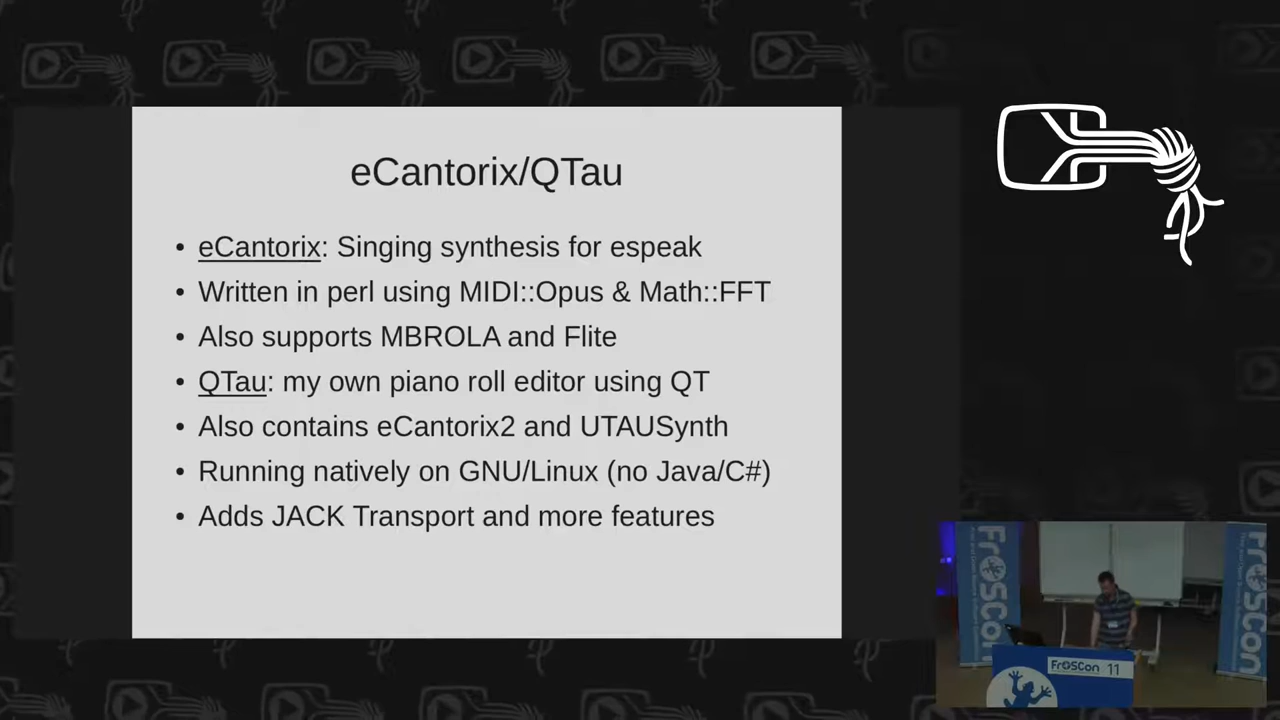 eCantorix/QTau
• eCantorix: Singing synthesis for espeak
• Written in perl using MIDI::Opus & Math::FFT
• Also supports MBROLA and Flite
• QTau: my own piano roll editor using QT
• Also contains eCantorix2 and UTAUSynth
• Running natively on GNU/Linux (no Java/C#)
• Adds JACK Transport and more features
FrOSCon
FrOSCon
FrOSCon 11